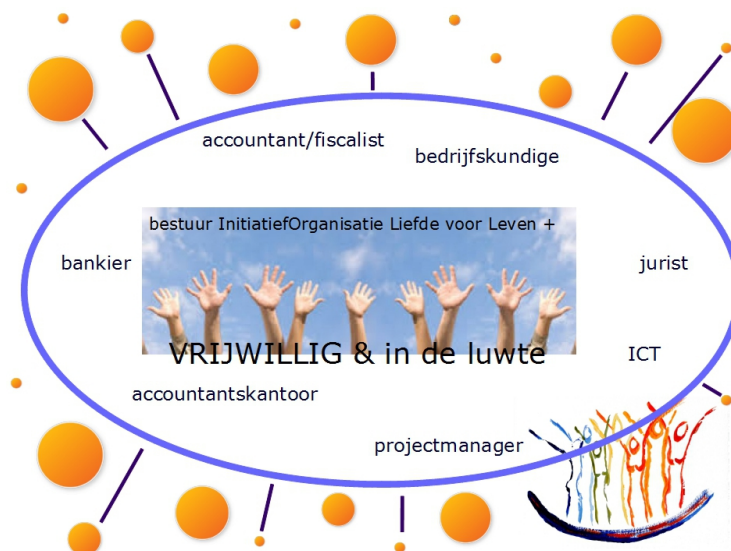 accountant/fiscalist
bedrijfskundige
bestuur InitiatiefOrganisatie Liefde voor Leven +
bankier
jurist
VRIJWILLIG & in de luwte
ICT
accountantskantoor
projectmanager